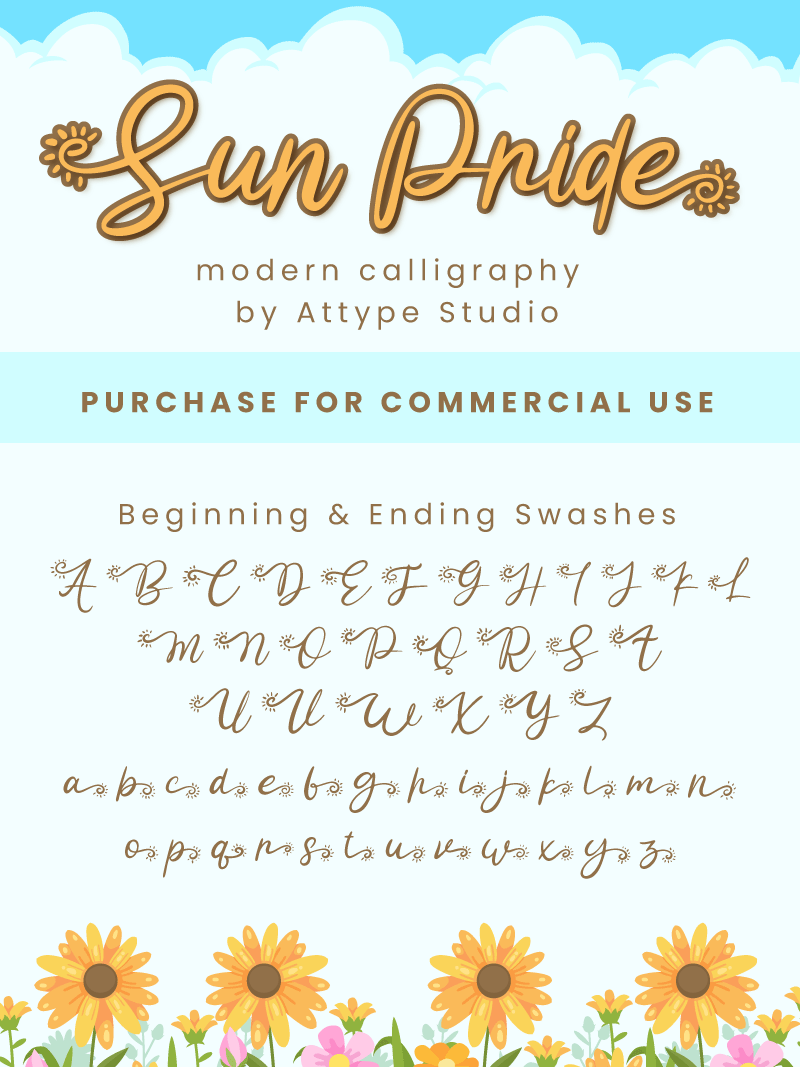 Sun Pride
modern calligraphy
by Attype Studio
PURCHASE FOR COMMERCIAL USE
Beginning & Ending Swashes
A B C D E F G H I J K L
M N O P Q R S T
U V W X Y Z
a b c d e f g h i j k l m n
o p q r s t u v w x y z